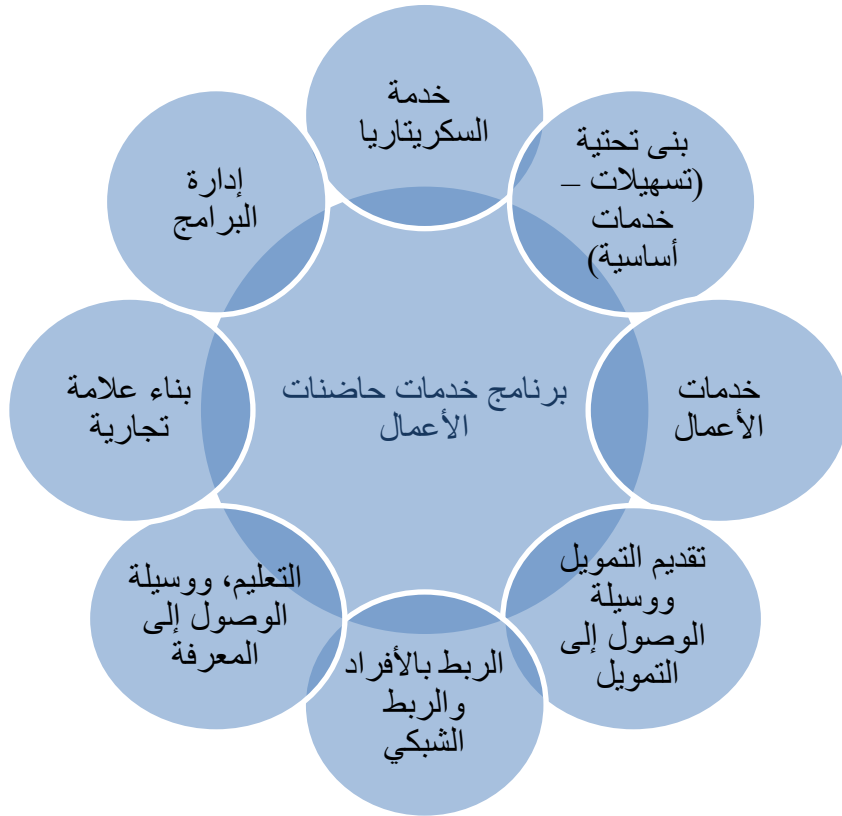 خدمة
السكريتاريا
بنى تحتية
(تسهيلات –
خدمات
أساسية)
خدمات
الأعمال
تقديم التمويل
ووسيلة
الوصول إلى
التمويل
الربط بالأفراد
والربط
الشبكي
التعليم، ووسيلة
الوصول إلى
المعرفة
بناء علامة
تجارية
إدارة
البرامج
برنامج خدمات حاضنات
الأعمال